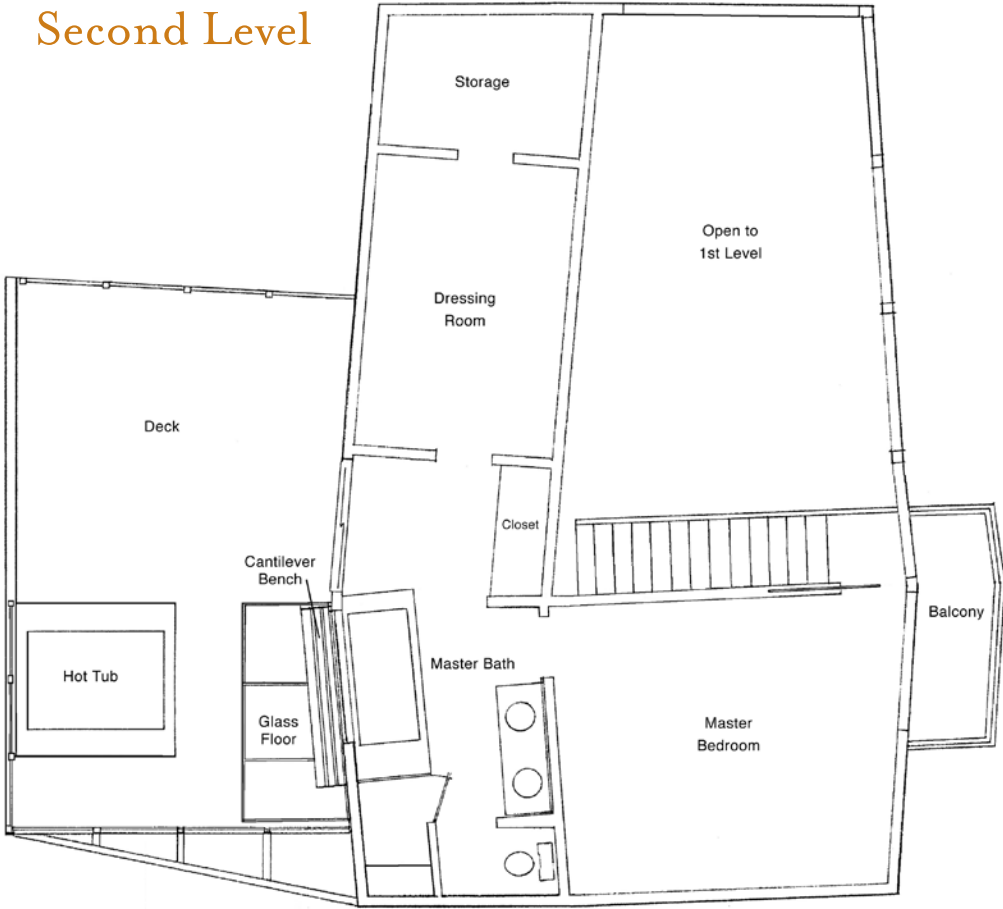 Second Level
Storage
Open to
1st Level
Dressing
Room
Deck
Closet
Cantilever
Bench
Balcony
Master Bath
Hot Tub
Glass
Floor
Master
Bedroom